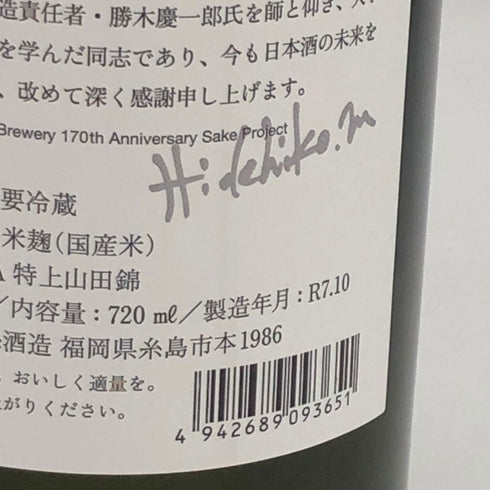 造責任者・勝木慶一郎氏を師と仰ぎ、
を学んだ同志であり、今も日本酒の未来を
、改めて深く感謝申し上げます。
Brewery 170th Anniversary Sake Project
Hidehiko.m
要冷蔵
米麹(国産米)
特上山田錦
／内容量：720 ㎖／製造年月：R7.10
酒造 福岡県糸島市本1986
おいしく適量を。
がりください。
4 942689 093651